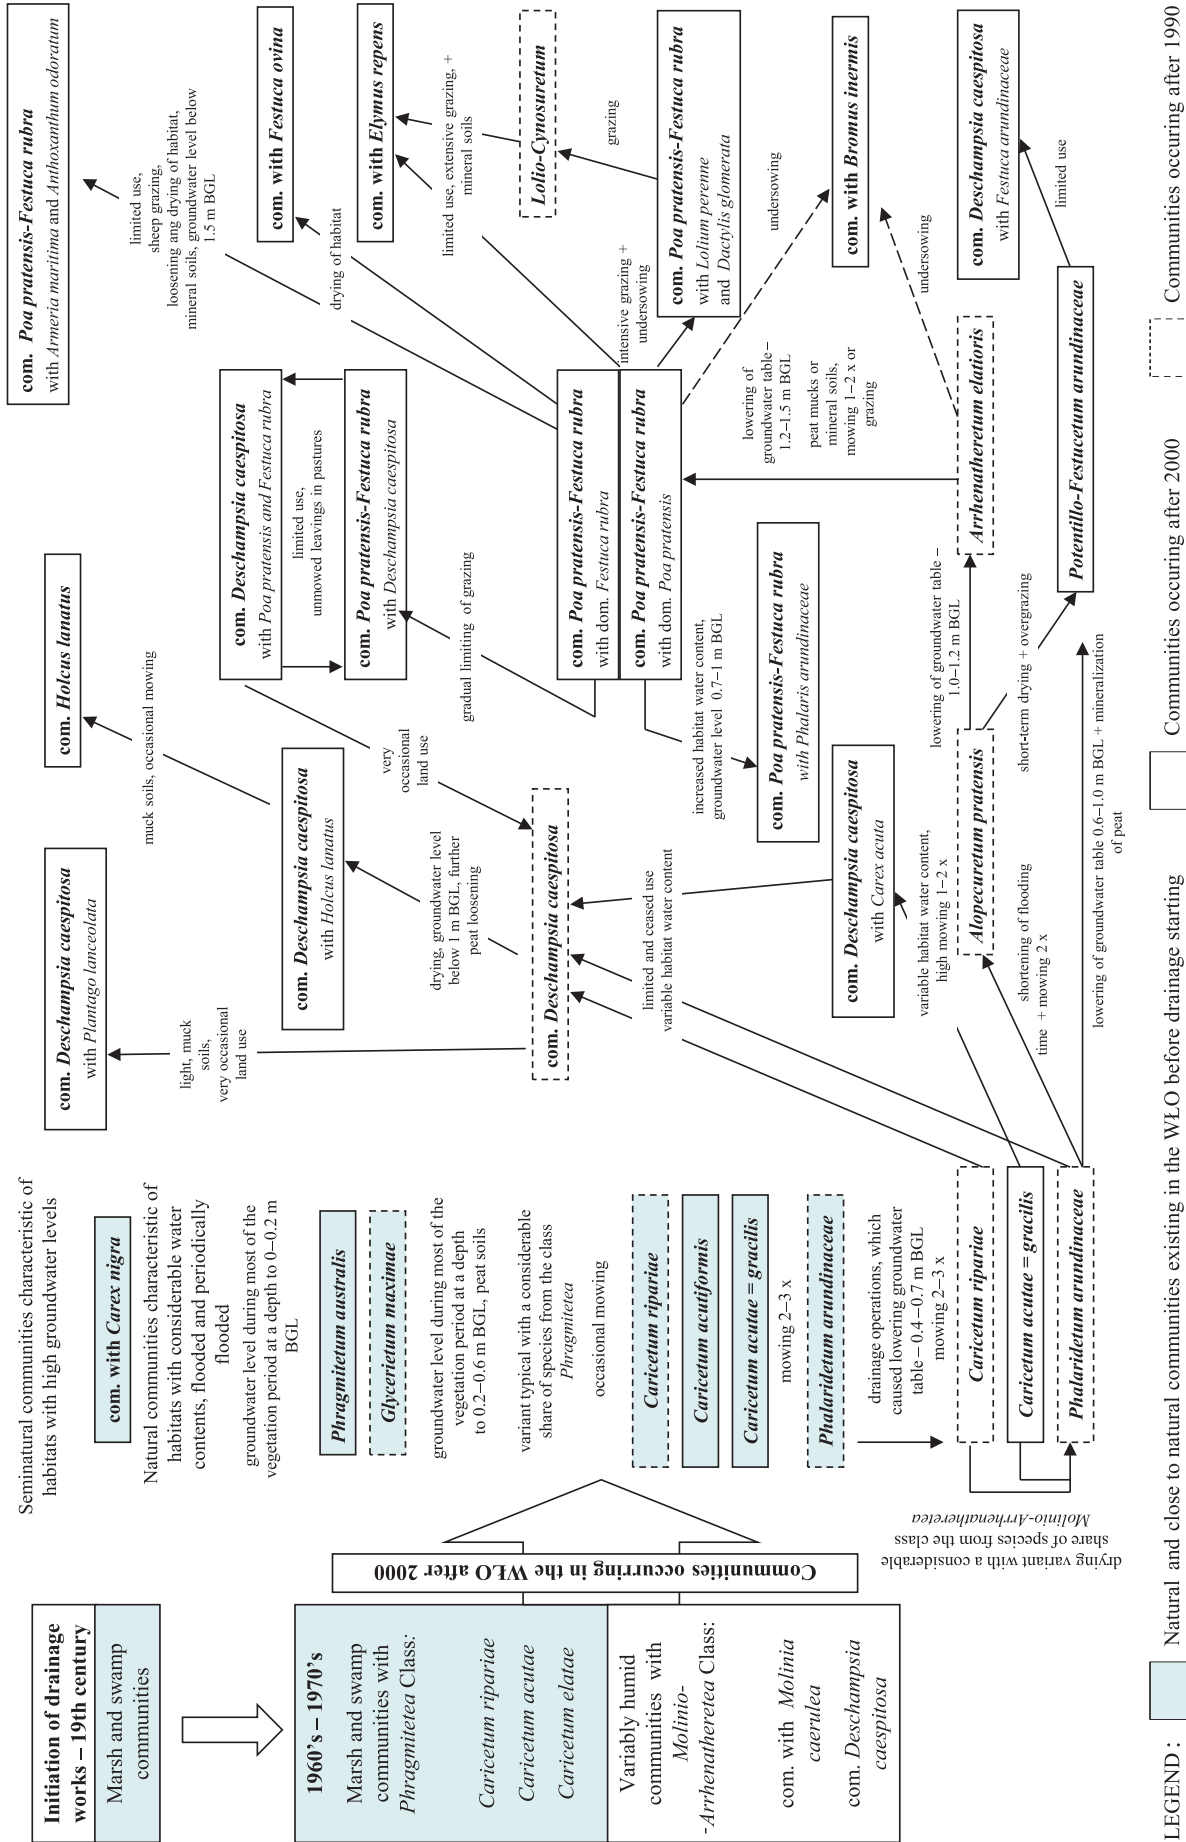 Initiation of drainage
works – 19th century
Marsh and swamp
communities
1960's – 1970's
Marsh and swamp
communities with
Phragmitetea Class:
Caricetum ripariae
Caricetum acutae
Caricetum elatae
Variably humid
communities with
Molinio-
-Arrhenatheretea Class:
com. with Molinia
caerulea
com. Deschampsia
caespitosa
Communities occurring in the WLO after 2000
Seminatural communities characteristic of
habitats with high groundwater levels
com. with Carex nigra
Natural communities characteristic of
habitats with considerable water
contents, flooded and periodically
flooded
groundwater level during most of the
vegetation period at a depth to 0–0.2 m
BGL
Phragmitetum australis
Glycerietum maximae
groundwater level during most of the
vegetation period at a depth
to 0.2–0.6 m BGL, peat soils
variant typical with a considerable
share of species from the class
Phragmitetea
occasional mowing
Caricetum ripariae
Caricetum acutiformis
Caricetum acutae = gracilis
mowing 2–3 x
Phalaridetum arundinaceae
drainage operations, which
caused lowering groundwater
table – 0.4–0.7 m BGL
mowing 2–3 x
Caricetum ripariae
Caricetum acutae = gracilis
Phalaridetum arundinaceae
drying variant with a considerable
share of species from the class
Molinio-Arrhenatheretea
com. Deschampsia caespitosa
with Plantago lanceolata
light, muck
soils,
very occasional
land use
com. Holcus lanatus
muck soils, occasional mowing
com. Deschampsia caespitosa
with Holcus lanatus
drying, groundwater level
below 1 m BGL, further
peat loosening
com. Deschampsia caespitosa
very
occasional
land use
limited and ceased use
variable habitat water content
com. Deschampsia caespitosa
with Carex acuta
variable habitat water content,
high mowing 1–2 x
Alopecuretum pratensis
shortening of flooding
time + mowing 2 x
lowering of groundwater table 0.6–1.0 m BGL + mineralization
of peat
com. Deschampsia caespitosa
with Poa pratensis and Festuca rubra
limited use,
unmowed leavings in pastures
com. Poa pratensis-Festuca rubra
with Deschampsia caespitosa
gradual limiting of grazing
com. Poa pratensis-Festuca rubra
with dom. Festuca rubra
com. Poa pratensis-Festuca rubra
with dom. Poa pratensis
increased habitat water content,
groundwater level 0.7–1 m BGL
com. Poa pratensis-Festuca rubra
with Phalaris arundinaceae
lowering of groundwater table –
1.0–1.2 m BGL
short-term drying + overgrazing
Arrhenatheretum elatioris
Potentillo-Festucetum arundinaceae
lowering of
groundwater table–
1.2–1.5 m BGL
peat mucks or
mineral soils,
mowing 1–2 x or
grazing
com. Poa pratensis-Festuca rubra
with Armeria maritima and Anthoxanthum odoratum
limited use,
sheep grazing,
loosening ang drying of habitat,
mineral soils, groundwater level below
1.5 m BGL
com. with Festuca ovina
drying of habitat
com. with Elymus repens
limited use, extensive grazing, +
mineral soils
Lolio-Cynosuretum
grazing
intensive grazing +
undersowing
com. Poa pratensis-Festuca rubra
with Lolium perenne
and Dactylis glomerata
undersowing
com. with Bromus inermis
undersowing
com. Deschampsia caespitosa
with Festuca arundinaceae
limited use
LEGEND:
Natural and close to natural communities existing in the WLO before drainage starting
Communities occuring after 2000
Communities occuring after 1990